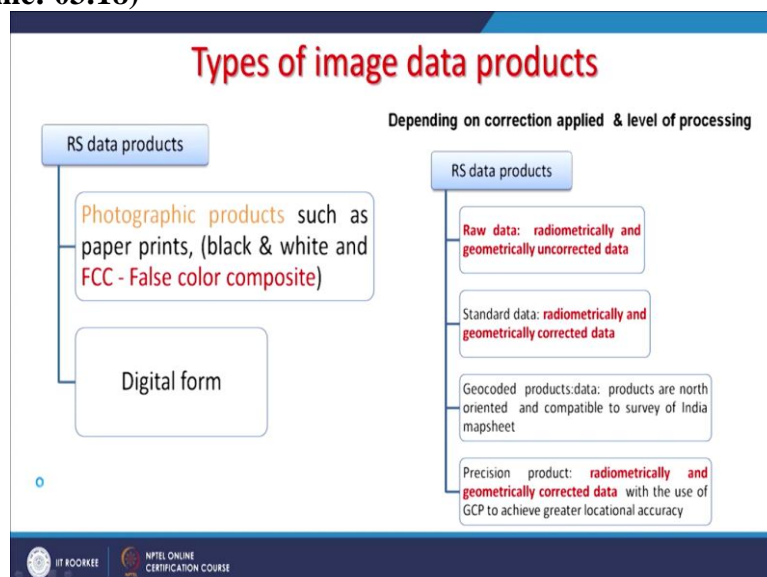 Types of image data products
RS data products
Photographic products such as
paper prints, (black & white and
FCC - False color composite)
Digital form
Depending on correction applied & level of processing
RS data products
Raw data: radiometrically and
geometrically uncorrected data
Standard data: radiometrically and
geometrically corrected data
Geocoded products:data: products are north
oriented and compatible to survey of India
mapsheet
Precision product: radiometrically and
geometrically corrected data with the use of
GCP to achieve greater locational accuracy
IIT ROORKEE
NPTEL ONLINE
CERTIFICATION COURSE